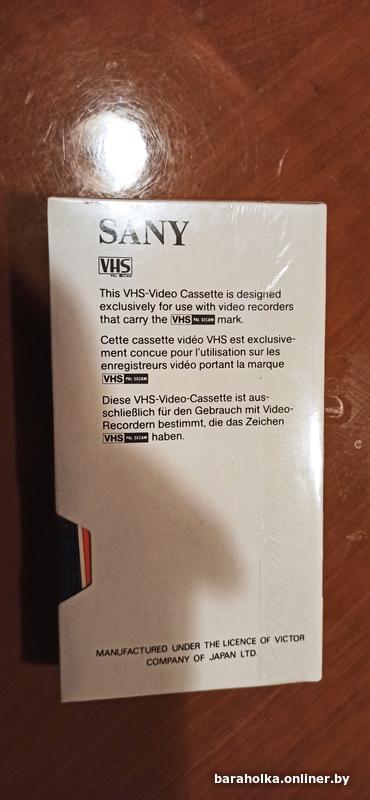 SANY
VHS
PAL SECAM
This VHS-Video Cassette is designed
exclusively for use with video recorders
that carry the VHS PAL SECAM mark.
Cette cassette vidéo VHS est exclusive-
ment concue pour l'utilisation sur les
enregistreurs vidéo portant la marque
VHS PAL SECAM
Diese VHS-Video-Cassette ist aus-
schließlich für den Gebrauch mit Video-
Recordern bestimmt, die das Zeichen
VHS PAL SECAM haben.
MANUFACTURED UNDER THE LICENCE OF VICTOR
COMPANY OF JAPAN LTD
baraholka.onliner.by